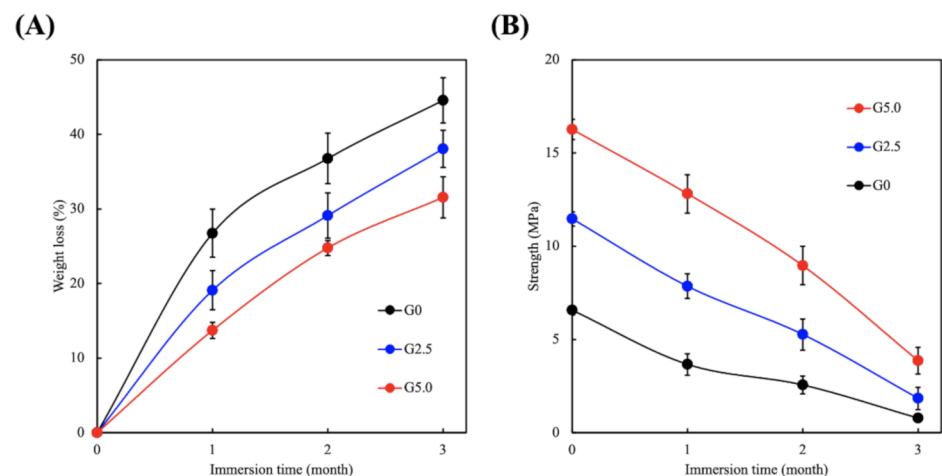 (A)
50
40
30
20
10
0
Weight loss (%)
G0
G2.5
G5.0
0 1 2 3
Immersion time (month)
(B)
20
15
10
5
0
Strength (MPa)
G5.0
G2.5
G0
0 1 2 3
Immersion time (month)